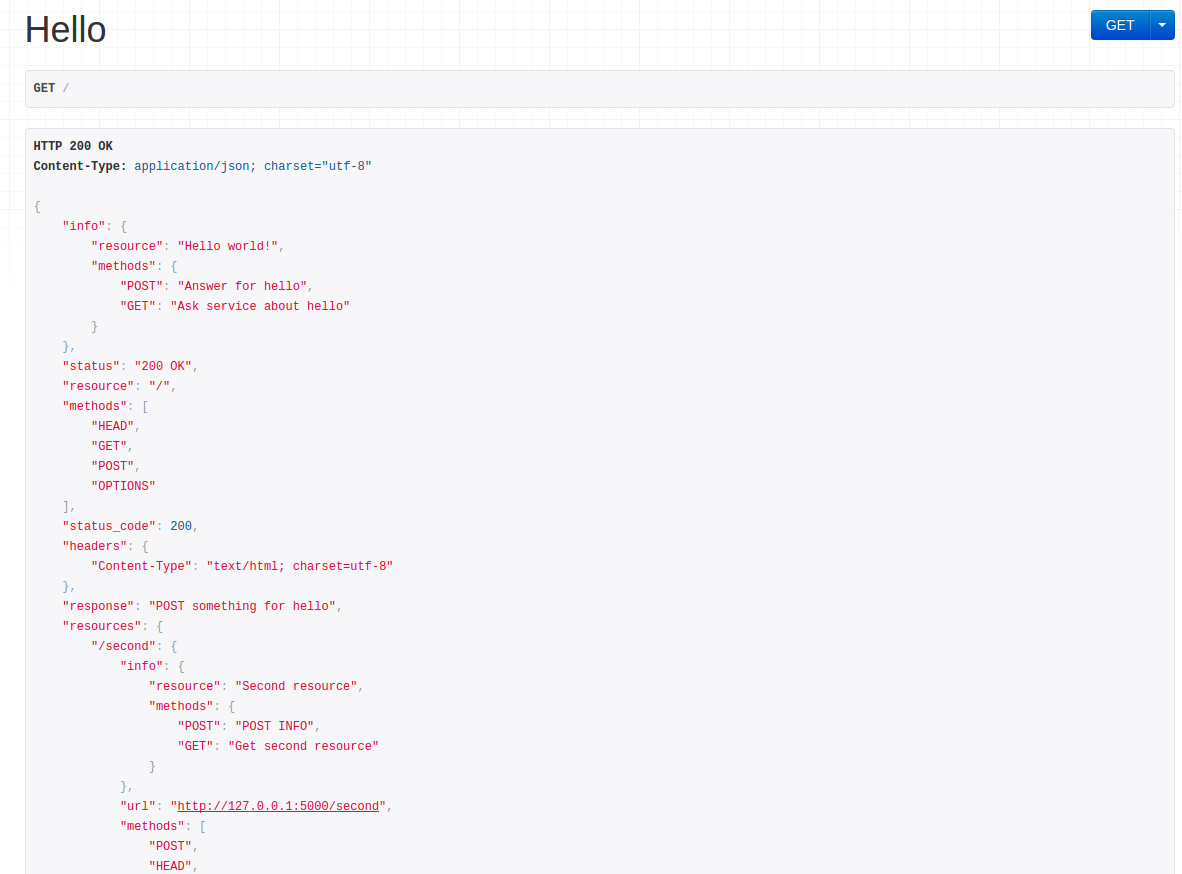 Hello
GET
GET /
HTTP 200 OK
Content-Type: application/json; charset="utf-8"
{
    "info": {
        "resource": "Hello world!",
        "methods": {
            "POST": "Answer for hello",
            "GET": "Ask service about hello"
        }
    },
    "status": "200 OK",
    "resource": "/",
    "methods": [
        "HEAD",
        "GET",
        "POST",
        "OPTIONS"
    ],
    "status_code": 200,
    "headers": {
        "Content-Type": "text/html; charset=utf-8"
    },
    "response": "POST something for hello",
    "resources": {
        "/second": {
            "info": {
                "resource": "Second resource",
                "methods": {
                    "POST": "POST INFO",
                    "GET": "Get second resource"
                }
            },
            "url": "http://127.0.0.1:5000/second",
            "methods": [
                "POST",
                "HEAD",